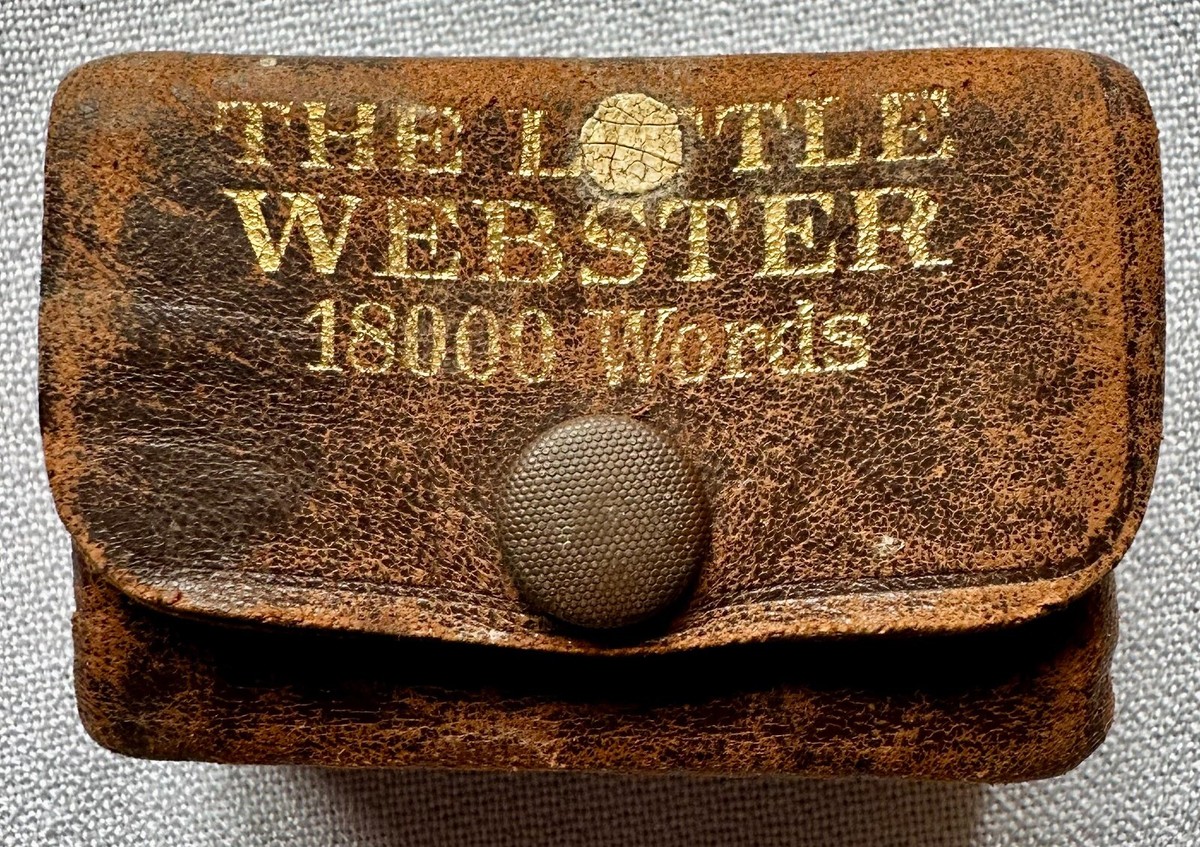 THE LITTLE
WEBSTER
18000 Words